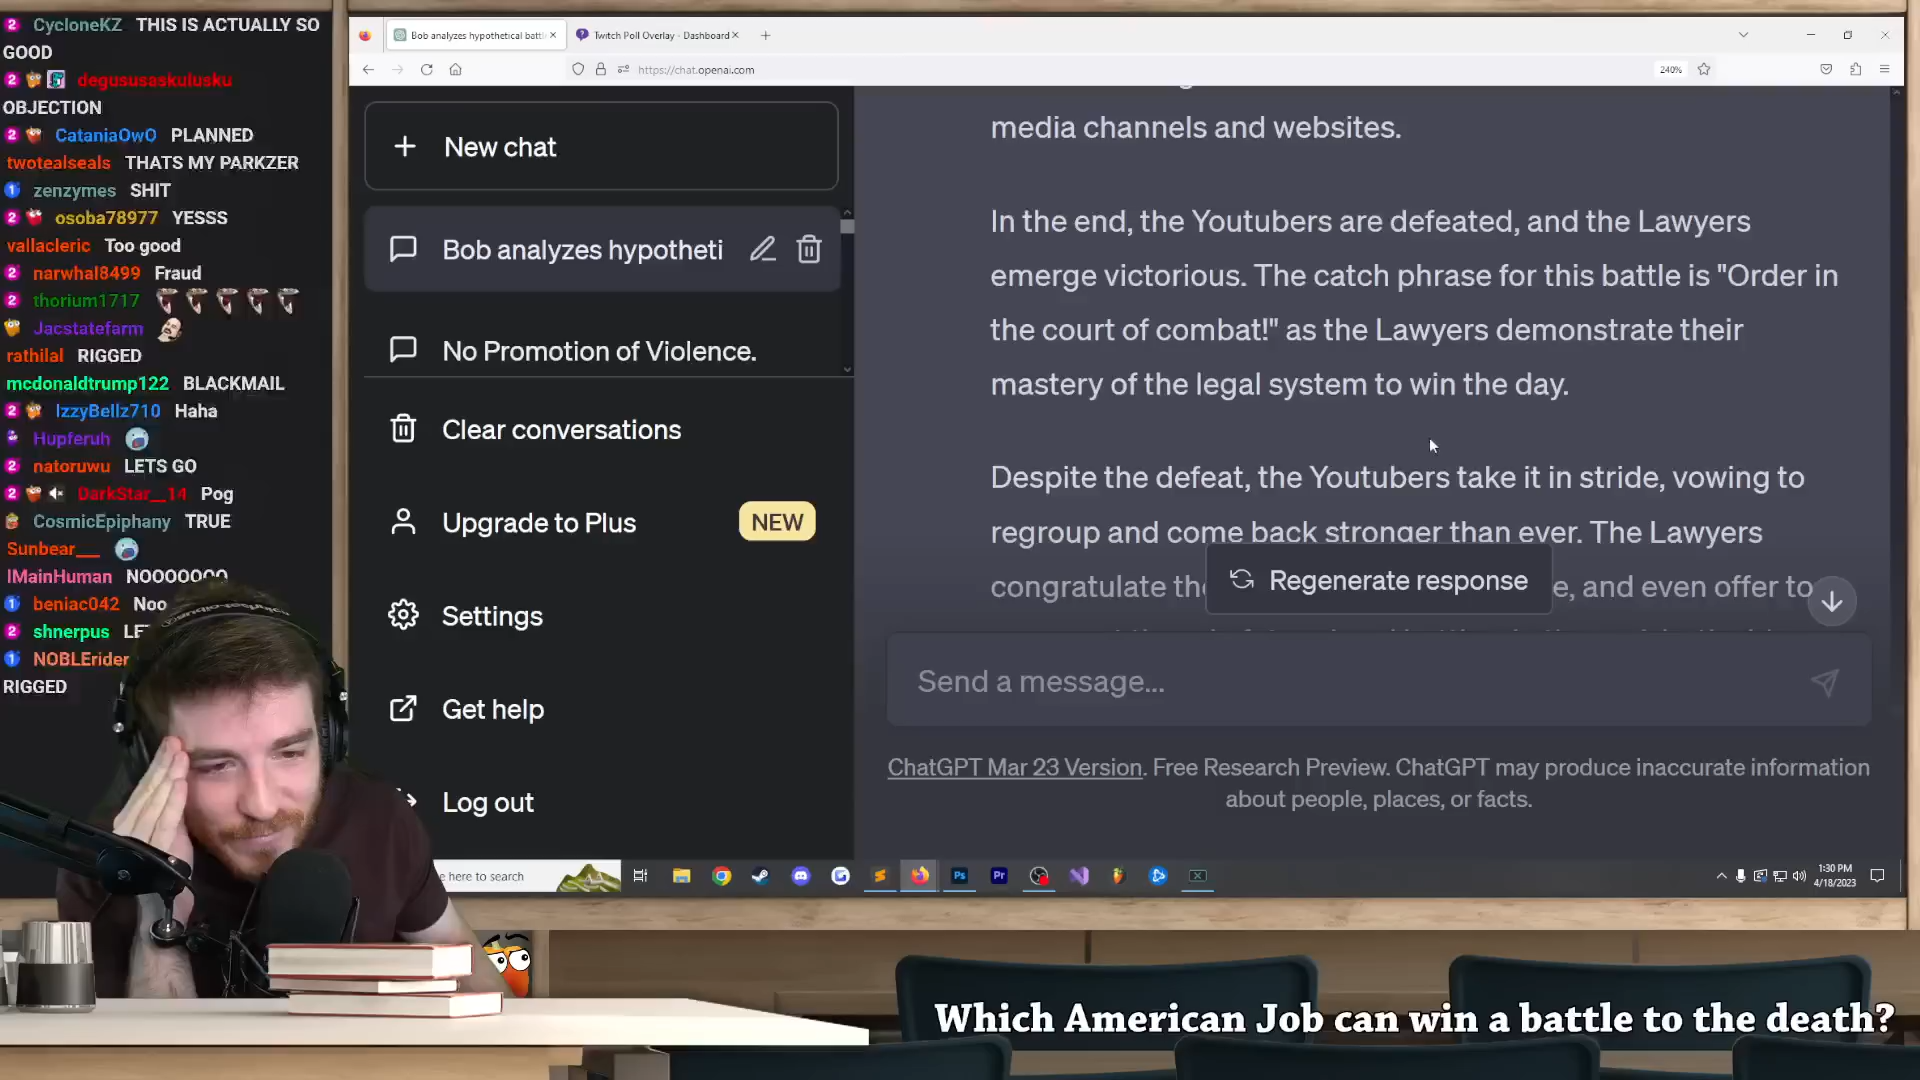 CycloneKZ THIS IS ACTUALLY SO
GOOD
degususaskulusku
OBJECTION
CataniaOwO PLANNED
twotealseals THATS MY PARKZER
zenzymes SHIT
osoba78977 YESSS
vallacleric Too good
narwhal8499 Fraud
thorium1717
Jacstatefarm
rathilal RIGGED
mcdonaldtrump122 BLACKMAIL
IzzyBellz710 Haha
Hupferuh
natoruwu LETS GO
DarkStar__14 Pog
CosmicEpiphany TRUE
Sunbear___
IMainHuman NOOOOOOO
beniac042 Noo
shnerpus
NOBLErider
RIGGED
Bob analyzes hypothetical battl
Twitch Poll Overlay - Dashboard
https://chat.openai.com
240%
New chat
Bob analyzes hypotheti
No Promotion of Violence.
Clear conversations
Upgrade to Plus NEW
Settings
Get help
Log out
media channels and websites.
In the end, the Youtubers are defeated, and the Lawyers
emerge victorious. The catch phrase for this battle is "Order in
the court of combat!" as the Lawyers demonstrate their
mastery of the legal system to win the day.
Despite the defeat, the Youtubers take it in stride, vowing to
regroup and come back stronger than ever. The Lawyers
congratulate the e, and even offer to
Regenerate response
Send a message...
ChatGPT Mar 23 Version. Free Research Preview. ChatGPT may produce inaccurate information
about people, places, or facts.
e here to search
Ps
Pr
1:30 PM
4/18/2023
Which American Job can win a battle to the death?